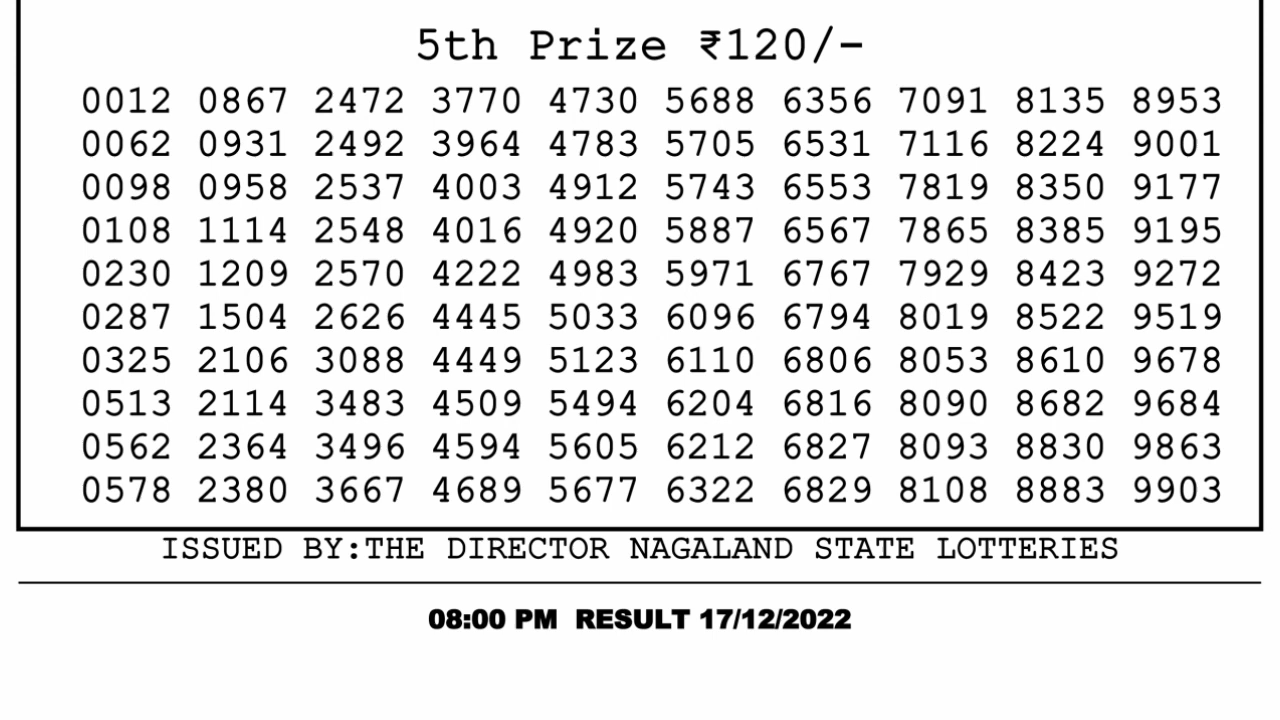 5th Prize ₹120/-
0012 0867 2472 3770 4730 5688 6356 7091 8135 8953
0062 0931 2492 3964 4783 5705 6531 7116 8224 9001
0098 0958 2537 4003 4912 5743 6553 7819 8350 9177
0108 1114 2548 4016 4920 5887 6567 7865 8385 9195
0230 1209 2570 4222 4983 5971 6767 7929 8423 9272
0287 1504 2626 4445 5033 6096 6794 8019 8522 9519
0325 2106 3088 4449 5123 6110 6806 8053 8610 9678
0513 2114 3483 4509 5494 6204 6816 8090 8682 9684
0562 2364 3496 4594 5605 6212 6827 8093 8830 9863
0578 2380 3667 4689 5677 6322 6829 8108 8883 9903
ISSUED BY:THE DIRECTOR NAGALAND STATE LOTTERIES
08:00 PM RESULT 17/12/2022